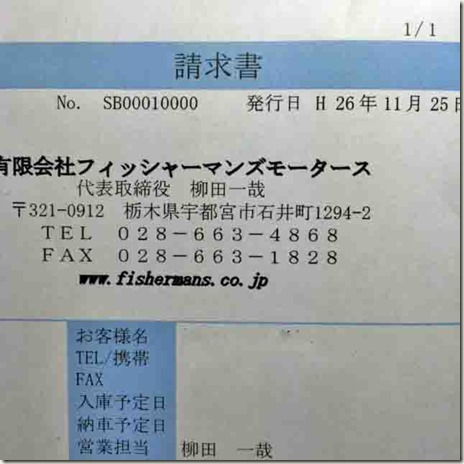 1/1
請求書
No. SB00010000 発行日 H 26年11月25日
有限会社フィッシャーマンズモータース
代表取締役 柳田一哉
〒321-0912 栃木県宇都宮市石井町1294-2
TEL 028-663-4868
FAX 028-663-1828
www.fishermans.co.jp
お客様名
TEL/携帯
FAX
入庫予定日
納車予定日
営業担当 柳田 一哉